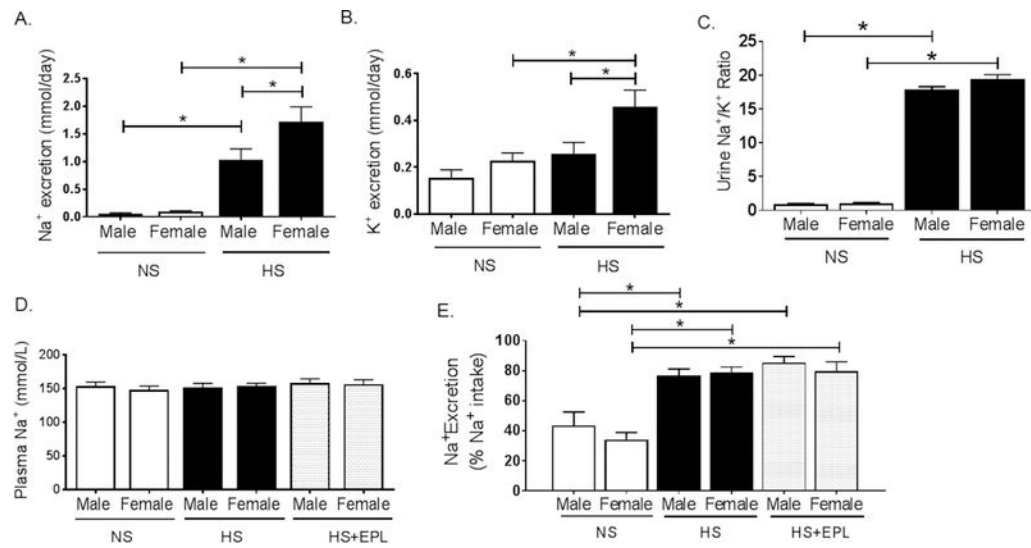 A.
Na⁺ excretion (mmol/day)
2.5
2.0
1.5
1.0
0.5
0.0
*
*
*
Male Female Male Female
NS HS
B.
K⁺ excretion (mmol/day)
0.6
0.4
0.2
0.0
*
*
Male Female Male Female
NS HS
C.
Urine Na⁺/K⁺ Ratio
25
20
15
10
5
0
*
*
Male Female Male Female
NS HS
D.
Plasma Na⁺ (mmol/L)
200
150
100
50
0
Male Female Male Female Male Female
NS HS HS+EPL
E.
Na⁺Excretion
(% Na⁺ intake)
100
80
60
40
20
0
*
*
*
*
Male Female Male Female Male Female
NS HS HS+EPL